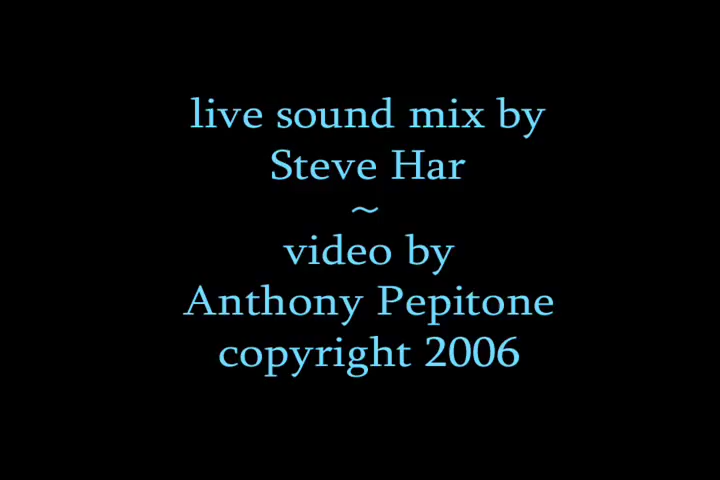 live sound mix by
Steve Har
~
video by
Anthony Pepitone
copyright 2006